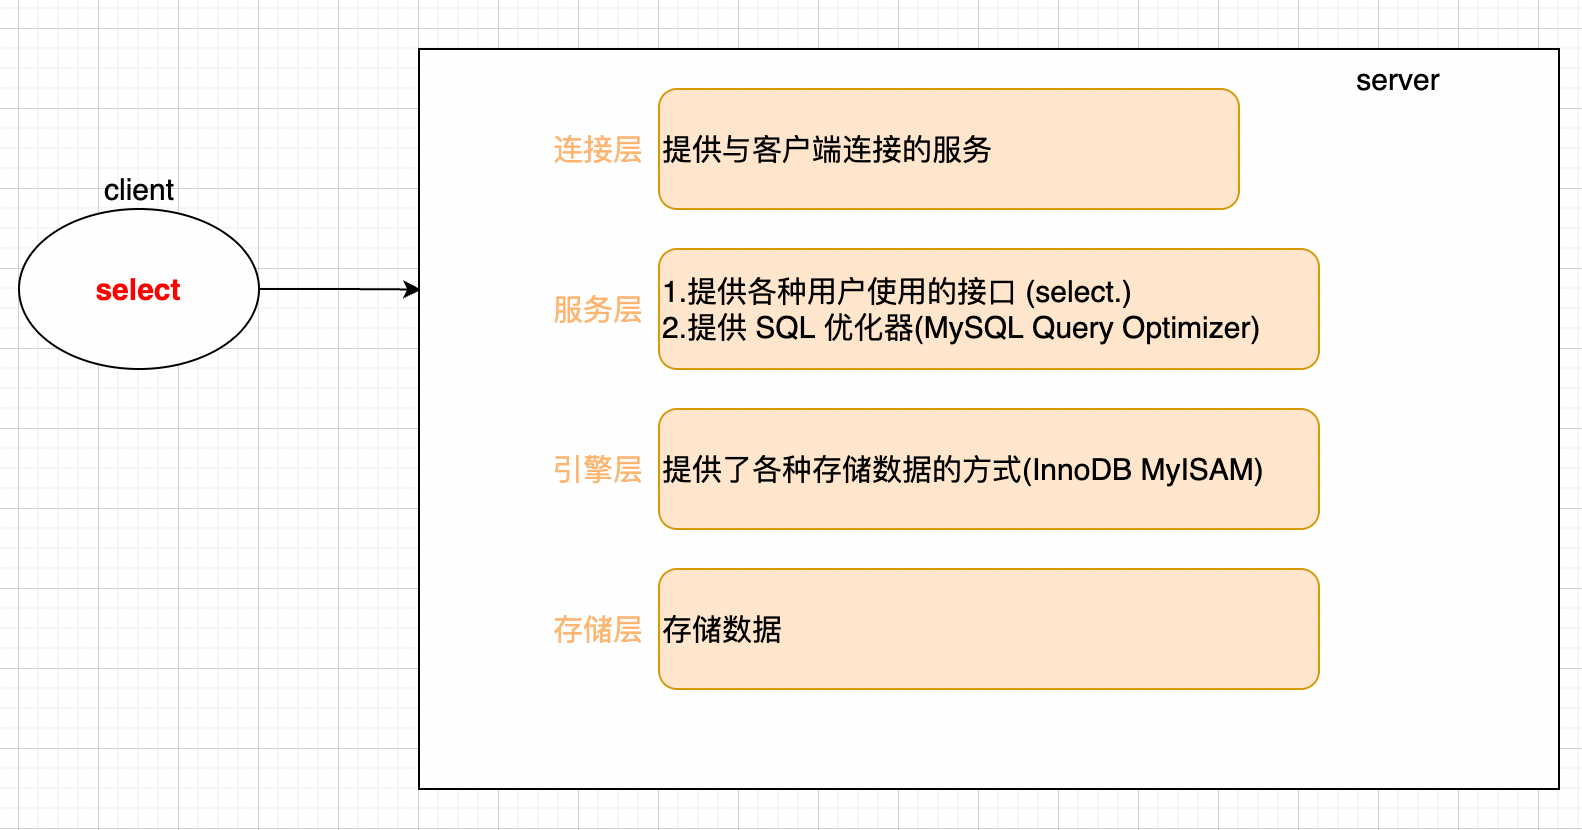 server
连接层
提供与客户端连接的服务
client
select
服务层
1.提供各种用户使用的接口 (select.)
2.提供 SQL 优化器(MySQL Query Optimizer)
引擎层
提供了各种存储数据的方式(InnoDB MyISAM)
存储层
存储数据